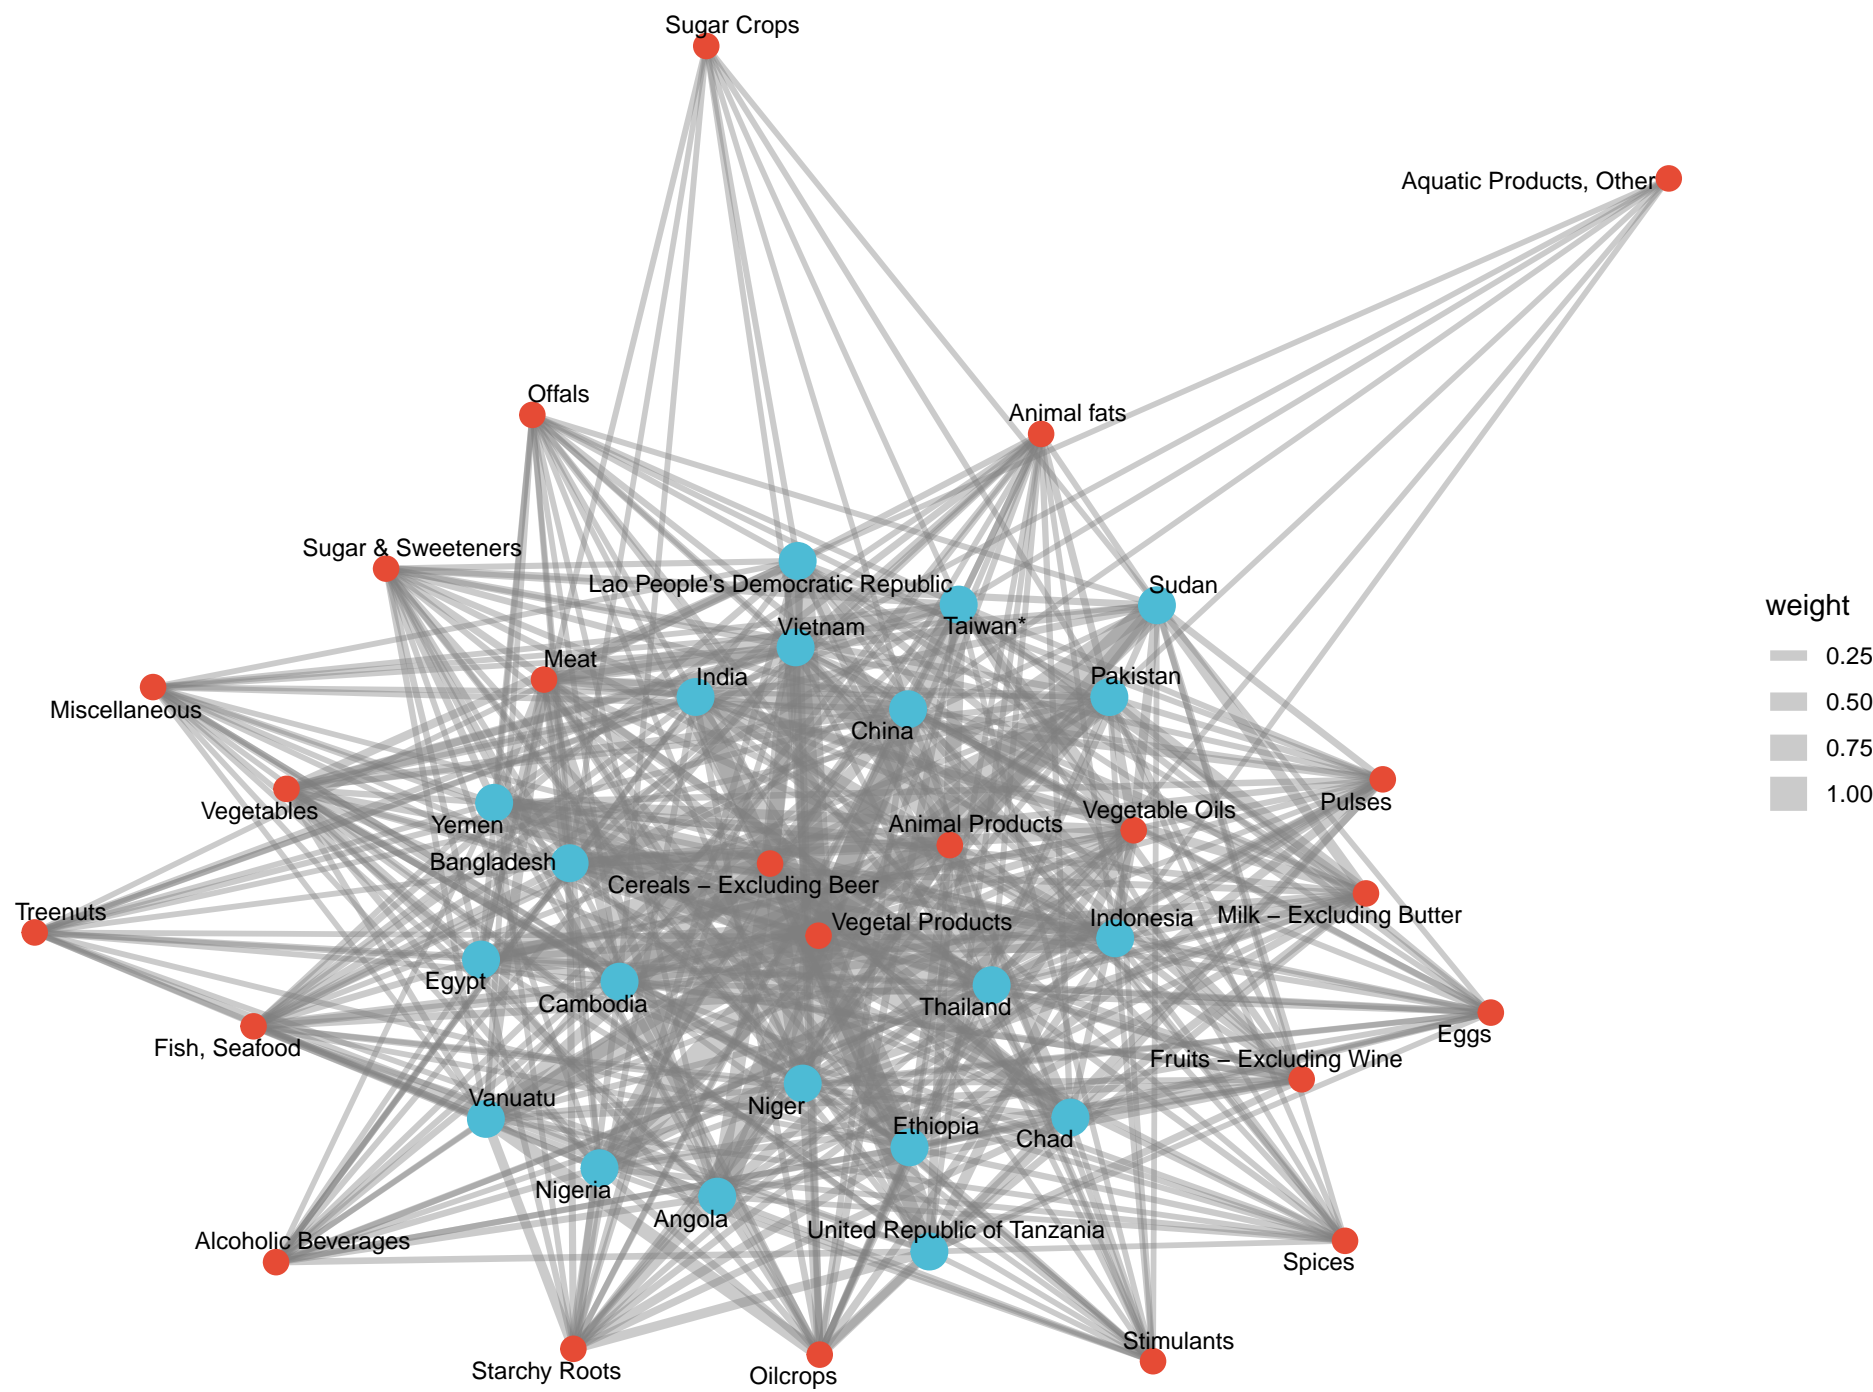 Sugar Crops
Aquatic Products, Other
Offals
Animal fats
Sugar & Sweeteners
Lao People's Democratic Republic
Sudan
Taiwan*
Vietnam
Meat
India
Pakistan
Miscellaneous
China
Vegetables
Yemen
Animal Products
Vegetable Oils
Pulses
Bangladesh
Cereals – Excluding Beer
Treenuts
Vegetal Products
Indonesia
Milk – Excluding Butter
Egypt
Cambodia
Thailand
Eggs
Fish, Seafood
Fruits – Excluding Wine
Vanuatu
Niger
Ethiopia
Chad
Nigeria
Angola
United Republic of Tanzania
Alcoholic Beverages
Spices
Starchy Roots
Oilcrops
Stimulants
weight
0.25
0.50
0.75
1.00